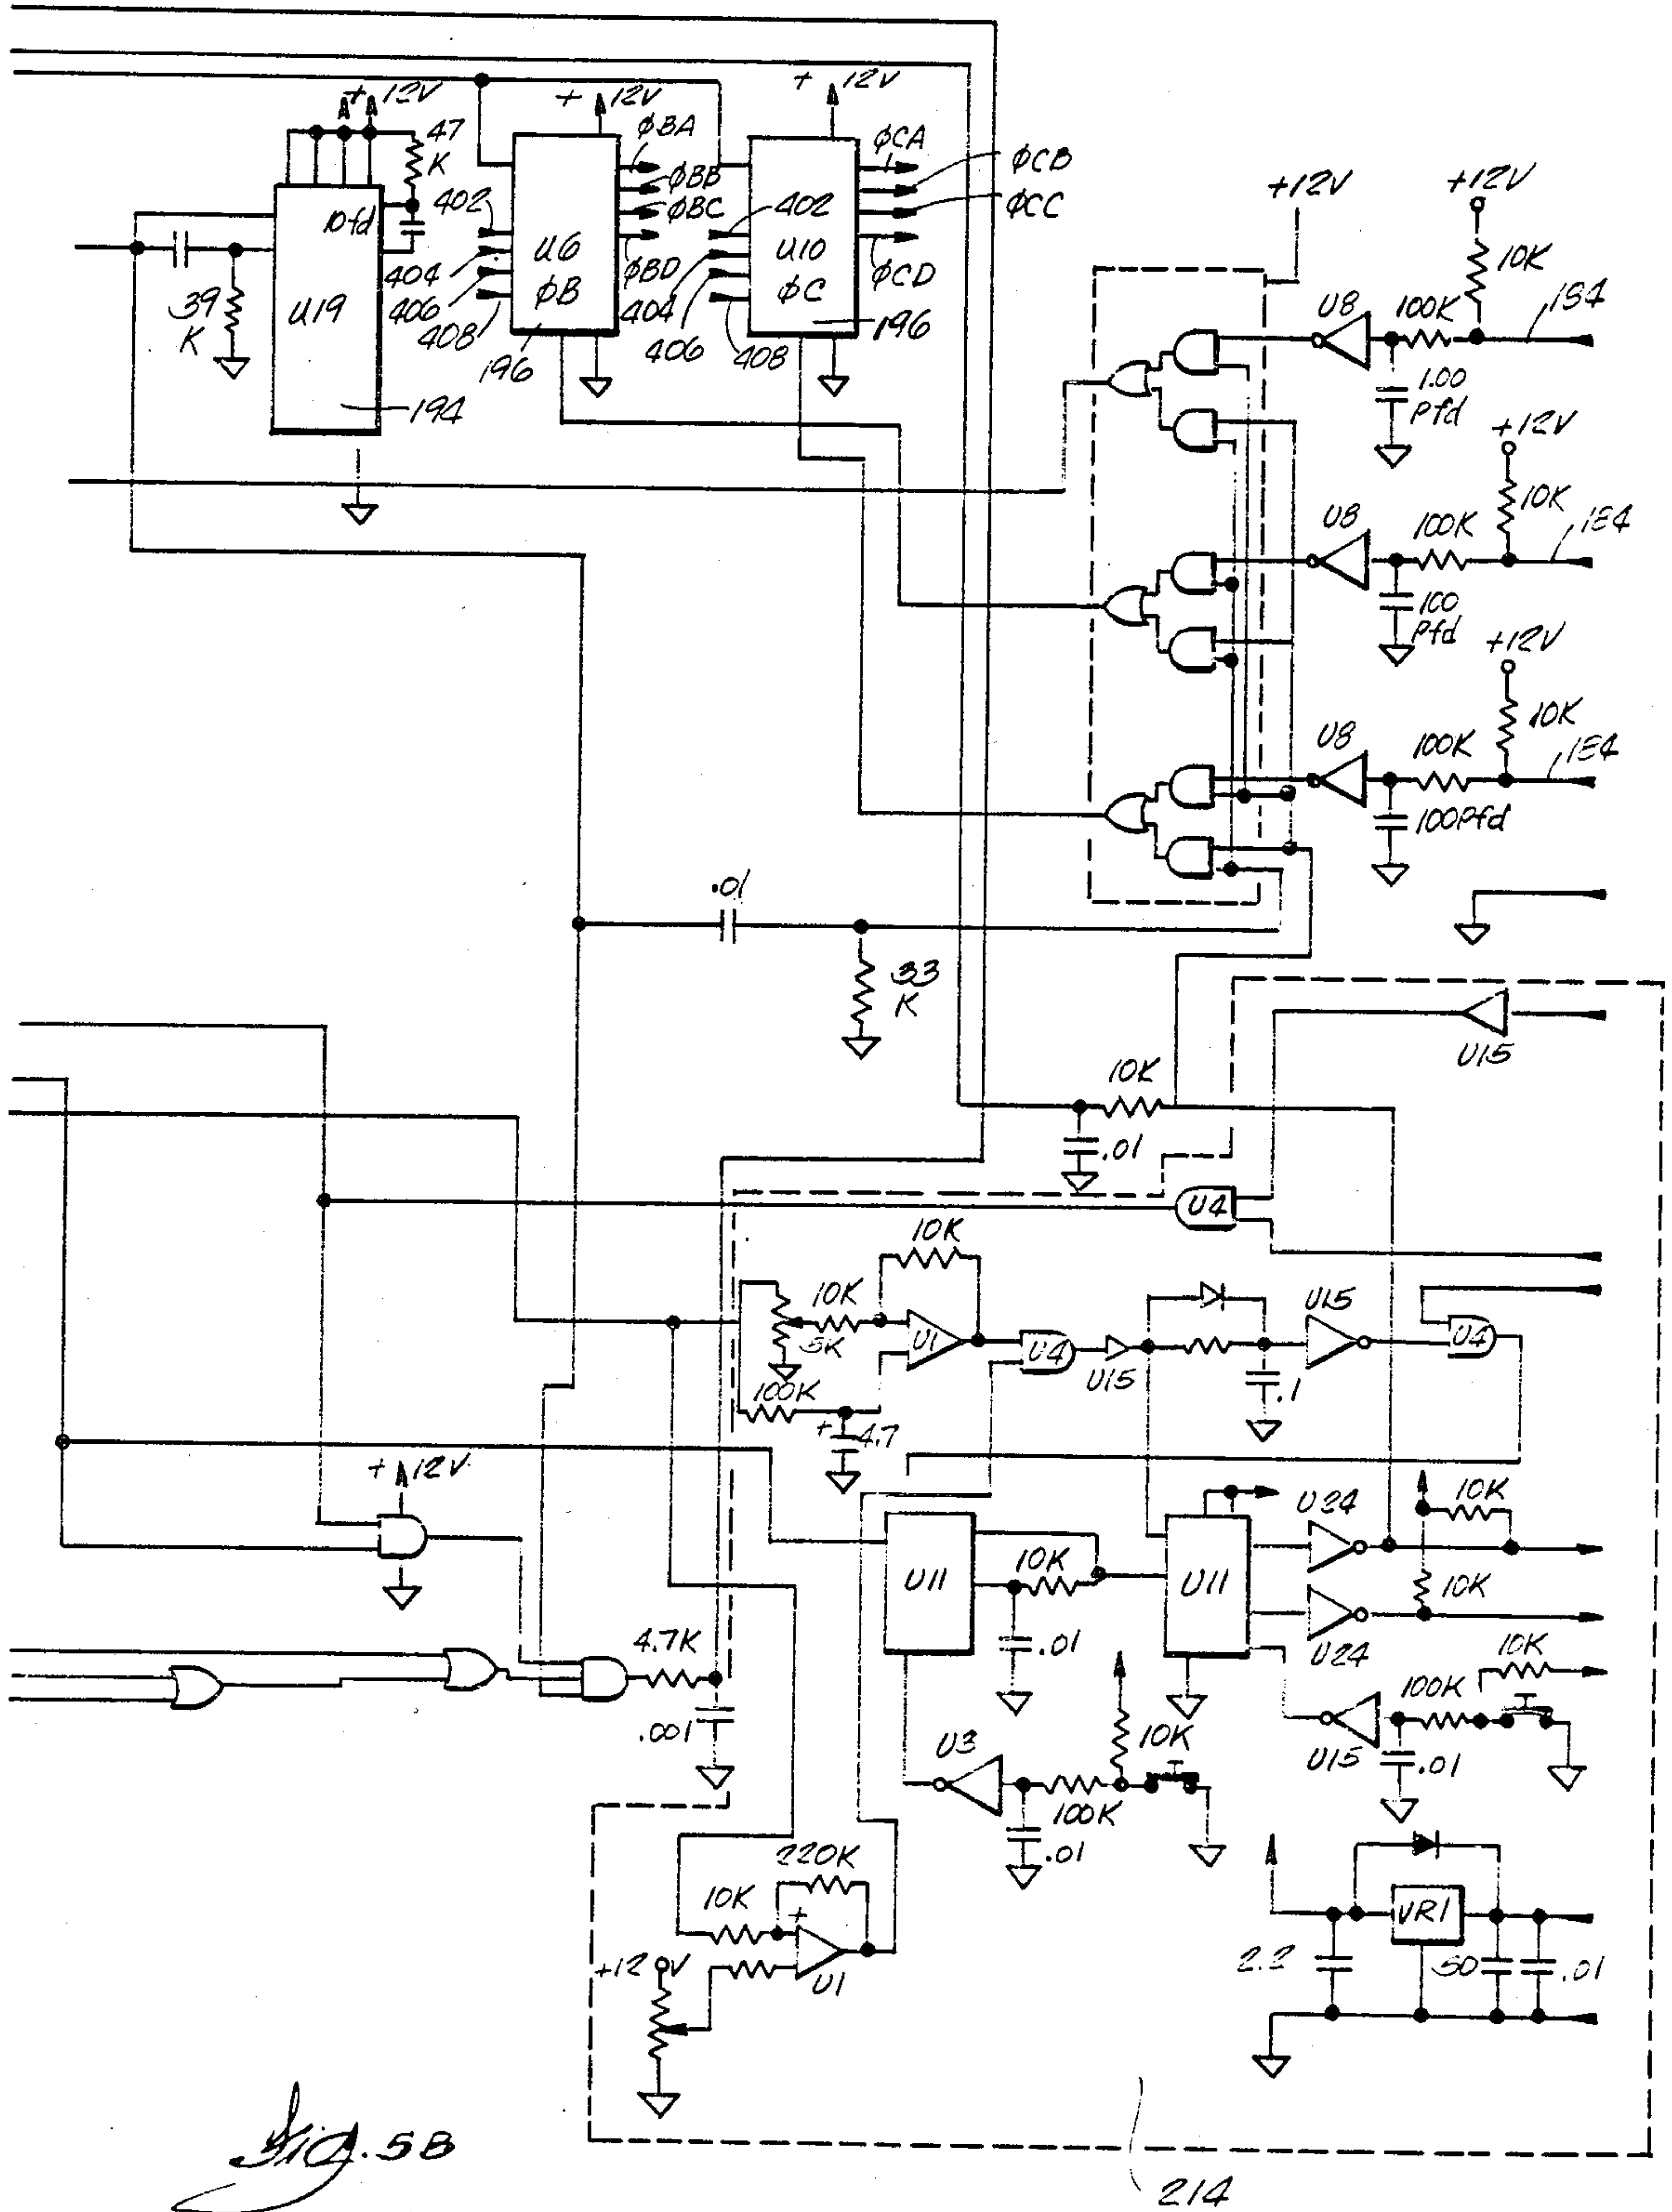 + 12V
+ 12V
+ 12V
47
K
10fd
U19
39
K
194
402
404
406
408
U6
ϕB
196
ϕBA
ϕBB
ϕBC
ϕBD
402
404
406
408
U10
ϕC
196
ϕCA
ϕCB
ϕCC
ϕCD
+12V
+12V
10K
U8
100K
184
1.00
pfd
+12V
10K
U8
100K
184
100
pfd
+12V
10K
U8
100K
184
100pfd
.01
33
K
U15
10K
.01
U4
10K
10K
5K
U1
100K
+
4.7
U4
U15
U15
.1
U4
+ 12V
U11
10K
.01
U11
U24
10K
10K
U24
10K
100K
U15
.01
4.7K
.001
U3
10K
100K
.01
220K
10K
+
U1
+12 V
VR1
2.2
50
.01
Fig. 5B
214